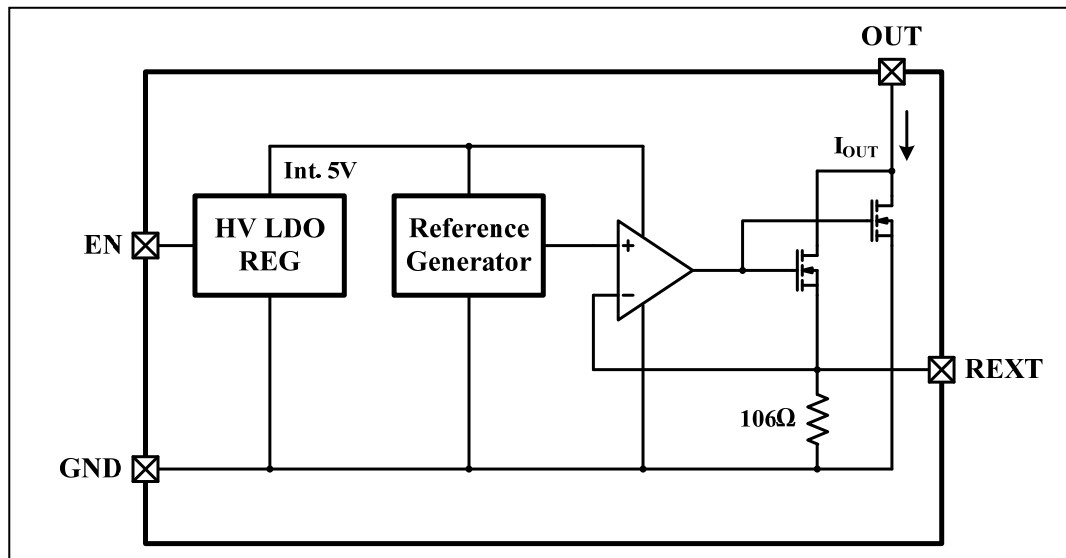 OUT
I_OUT
Int. 5V
HV LDO
REG
Reference
Generator
EN
+
−
REXT
106Ω
GND